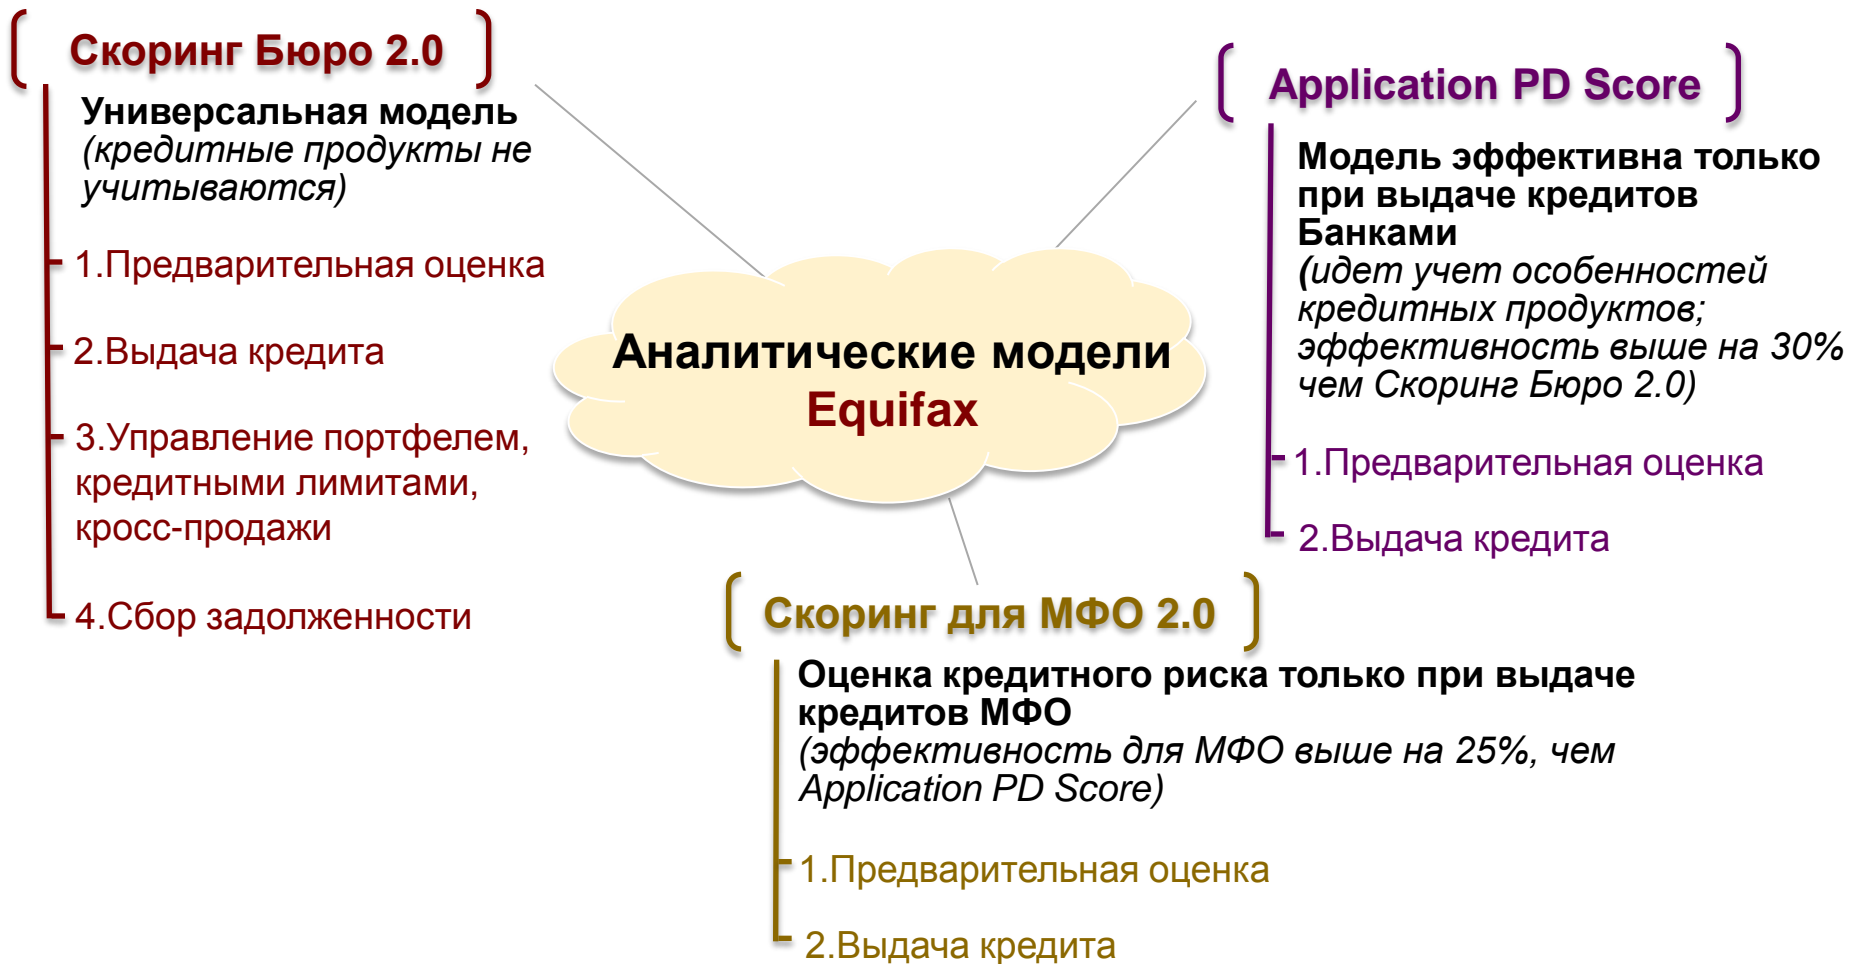 Скоринг Бюро 2.0
Универсальная модель
(кредитные продукты не
учитываются)
1.Предварительная оценка
2.Выдача кредита
3.Управление портфелем,
кредитными лимитами,
кросс-продажи
4.Сбор задолженности
Аналитические модели
Equifax
Application PD Score
Модель эффективна только
при выдаче кредитов
Банками
(идет учет особенностей
кредитных продуктов;
эффективность выше на 30%
чем Скоринг Бюро 2.0)
1.Предварительная оценка
2.Выдача кредита
Скоринг для МФО 2.0
Оценка кредитного риска только при выдаче
кредитов МФО
(эффективность для МФО выше на 25%, чем
Application PD Score)
1.Предварительная оценка
2.Выдача кредита